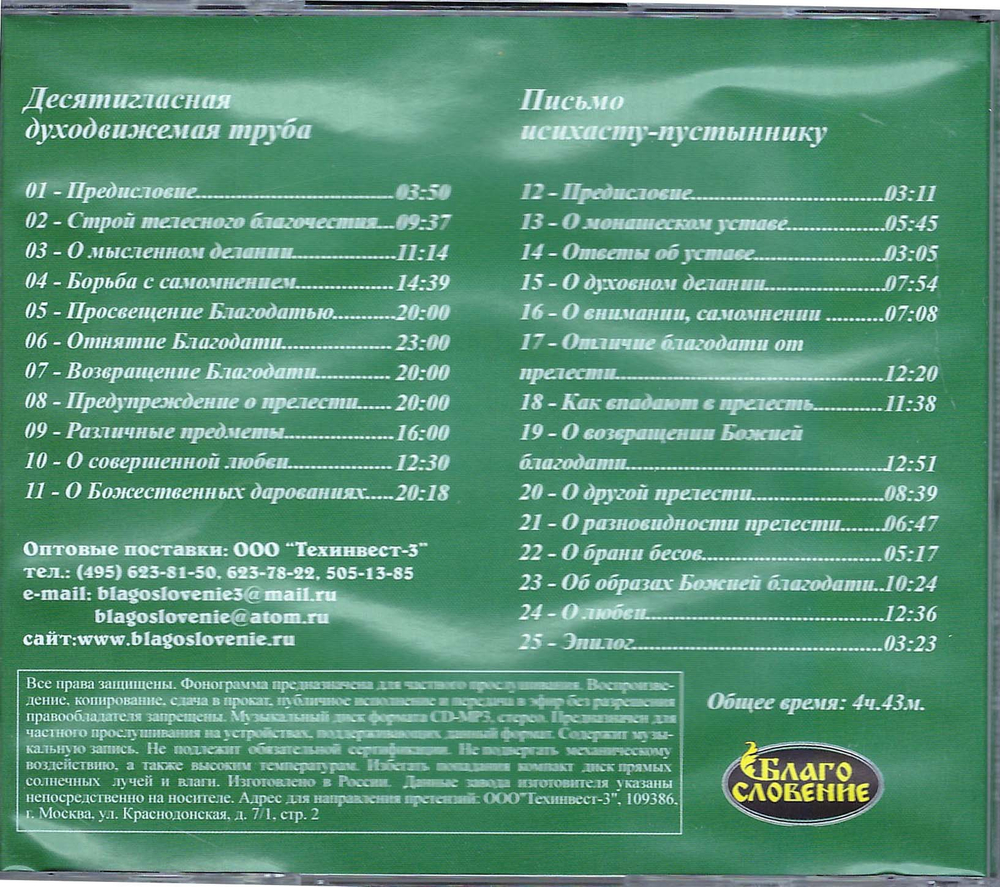 Десятигласная
духодвижемая труба
01 - Предисловие..............................03:50
02 - Строй телесного благочестия...09:37
03 - О мысленном делании................11:14
04 - Борьба с самомнением...............14:39
05 - Просвещение Благодатью.........20:00
06 - Отнятие Благодати.................23:00
07 - Возвращение Благодати............ 20:00
08 - Предупреждение о прелести...... 20:00
09 - Различные предметы.................16:00
10 - О совершенной любви.................12:30
11 - О Божественных дарованиях.....20:18
Оптовые поставки: ООО "Техинвест-3"
тел.: (495) 623-81-50, 623-78-22, 505-13-85
e-mail: blagoslovenie3@mail.ru
blagoslovenie@atom.ru
сайт:www.blagoslovenie.ru
Письмо
исихасту-пустыннику
12 - Предисловие.............................03:11
13 - О монашеском уставе...............05:45
14 - Ответы об уставе....................03:05
15 - О духовном делании..................07:54
16 - О внимании, самомнении .........07:08
17 - Отличие благодати от
прелести........................................12:20
18 - Как впадают в прелесть...........11:38
19 - О возвращении Божией
благодати.......................................12:51
20 - О другой прелести....................08:39
21 - О разновидности прелести.......06:47
22 - О брани бесов...........................05:17
23 - Об образах Божией благодати..10:24
24 - О любви...................................12:36
25 - Эпилог.....................................03:23
Общее время: 4ч.43м.
Все права защищены. Фонограмма предназначена для частного прослушивания. Воспроизве-
дение, копирование, сдача в прокат, публичное исполнение и передача в эфир без разрешения
правообладателя запрещены. Музыкальный диск формата CD-MP3, стерео. Предназначен для
частного прослушивания на устройствах, поддерживающих данный формат. Содержит музы-
кальную запись. Не подлежит обязательной сертификации. Не подвергать механическому
воздействию, а также высоким температурам. Избегать попадания компакт диск прямых
солнечных лучей и влаги. Изготовлено в России. Данные завода изготовителя указаны
непосредственно на носителе. Адрес для направления претензий: ООО"Техинвест-3", 109386,
г. Москва, ул. Краснодонская, д. 7/1, стр. 2
Благо
словение